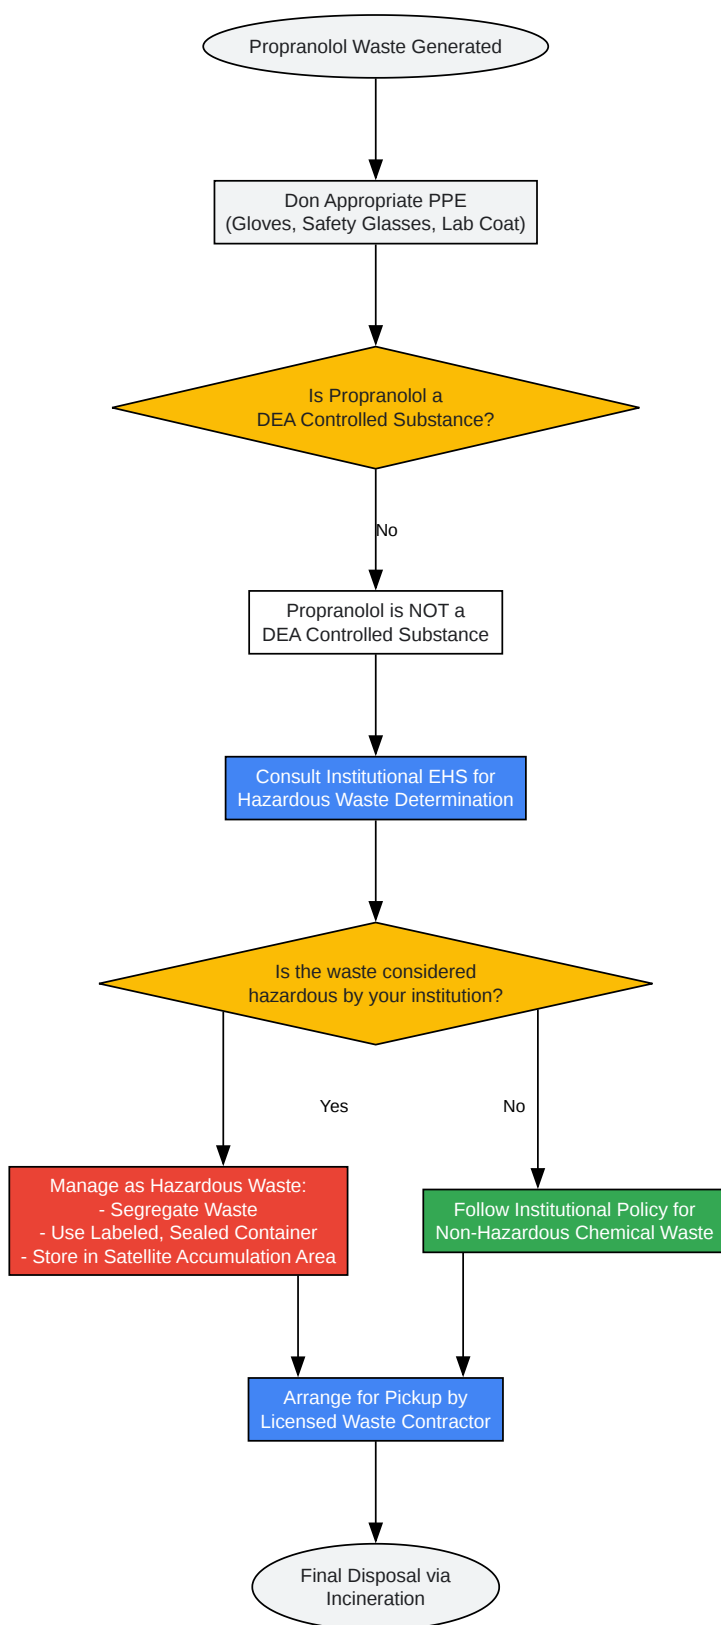 Propranolol Waste Generated
Don Appropriate PPE
(Gloves, Safety Glasses, Lab Coat)
Is Propranolol a
DEA Controlled Substance?
No
Propranolol is NOT a
DEA Controlled Substance
Consult Institutional EHS for
Hazardous Waste Determination
Is the waste considered
hazardous by your institution?
Yes
No
Manage as Hazardous Waste:
- Segregate Waste
- Use Labeled, Sealed Container
- Store in Satellite Accumulation Area
Follow Institutional Policy for
Non-Hazardous Chemical Waste
Arrange for Pickup by
Licensed Waste Contractor
Final Disposal via
Incineration